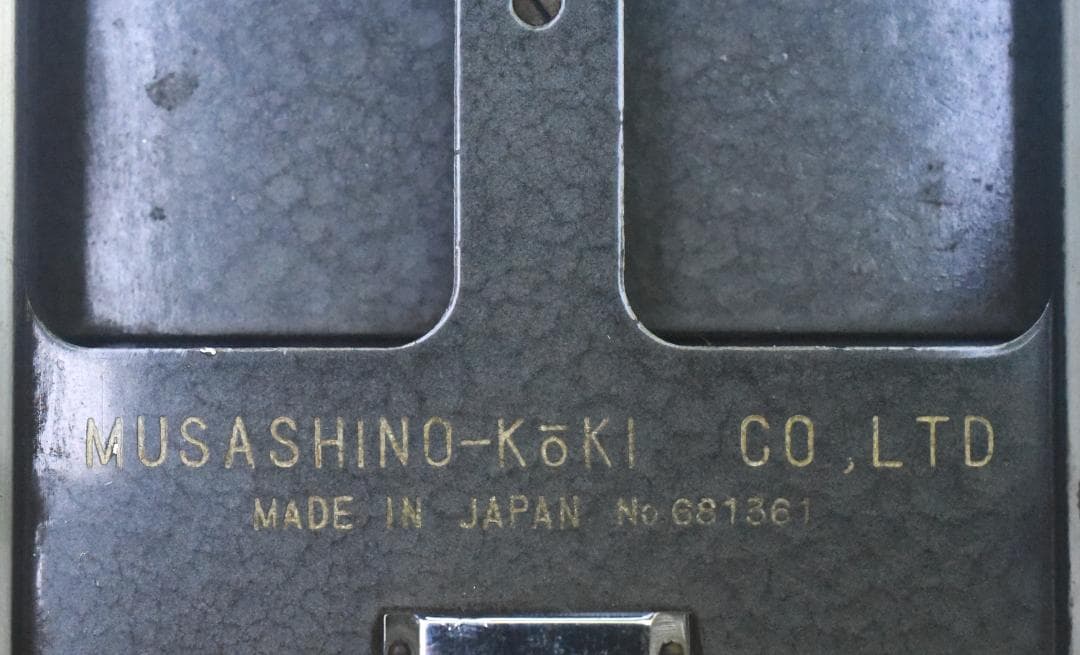 MUSASHINO-KōKI CO,LTD
MADE IN JAPAN No.681361